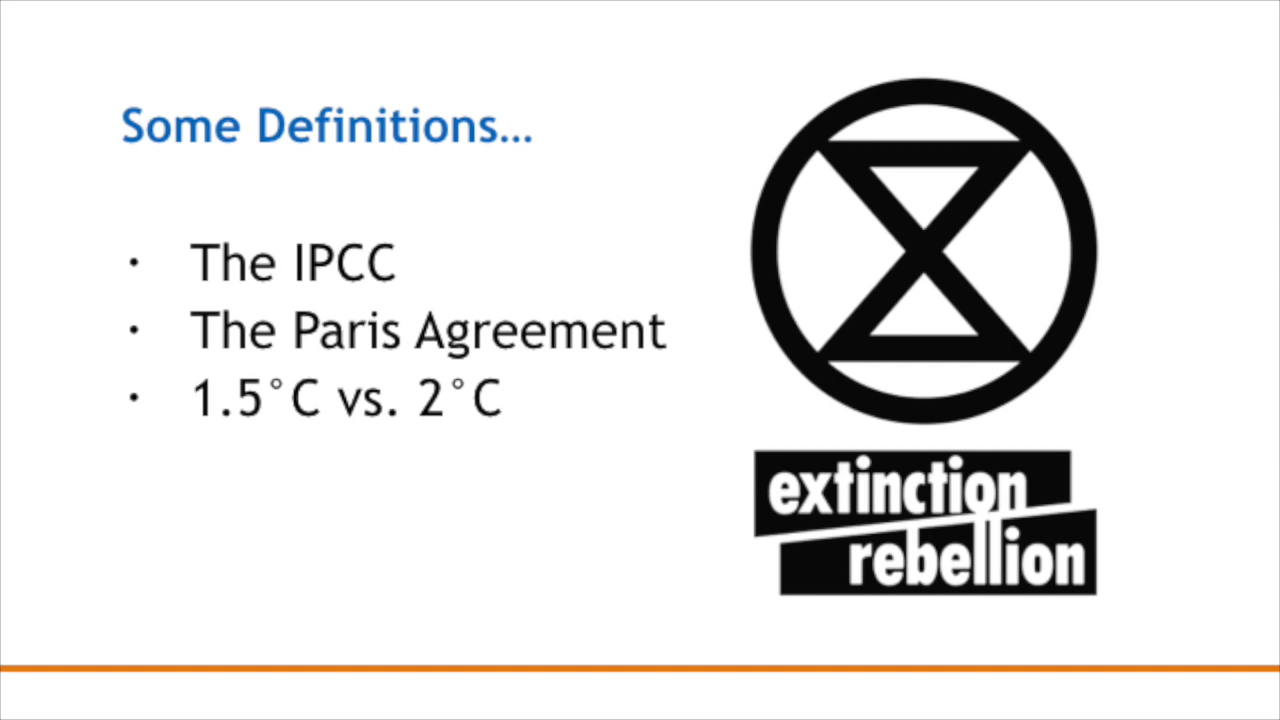 Some Definitions...
· The IPCC
· The Paris Agreement
· 1.5°C vs. 2°C
extinction
rebellion